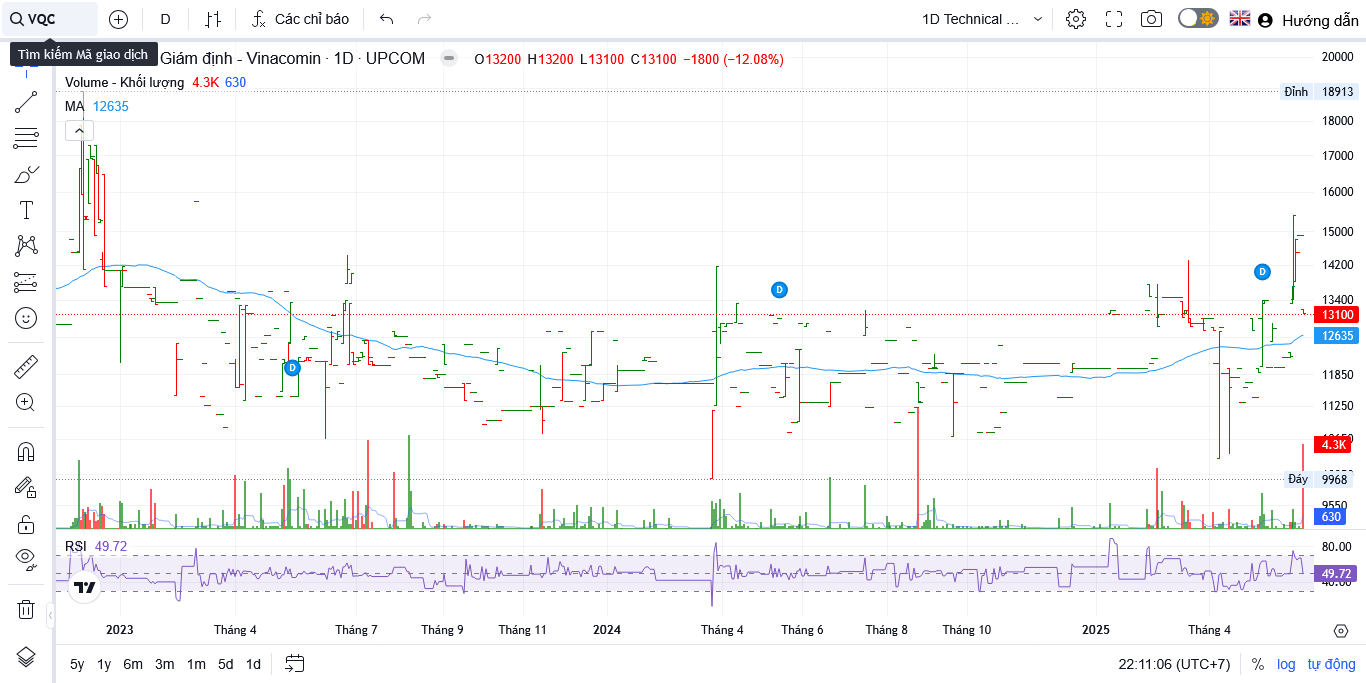 VQC D Các chỉ báo 1D Technical ... Hướng dẫn
Tìm kiếm Mã giao dịch
Giám định - Vinacomin · 1D · UPCOM O13200 H13200 L13100 C13100 −1800 (−12.08%)
Volume - Khối lượng 4.3K 630
MA 12635
20000
Đỉnh 18913
18000
17000
16000
15000
14200
13400
13100
12635
11850
11250
4.3K
Đáy 9968
9550
630
D
D
D
RSI 49.72
80.00
49.72
40.00
2023 Tháng 4 Tháng 7 Tháng 9 Tháng 11 2024 Tháng 4 Tháng 6 Tháng 8 Tháng 10 2025 Tháng 4
5y 1y 6m 3m 1m 5d 1d 22:11:06 (UTC+7) % log tự động